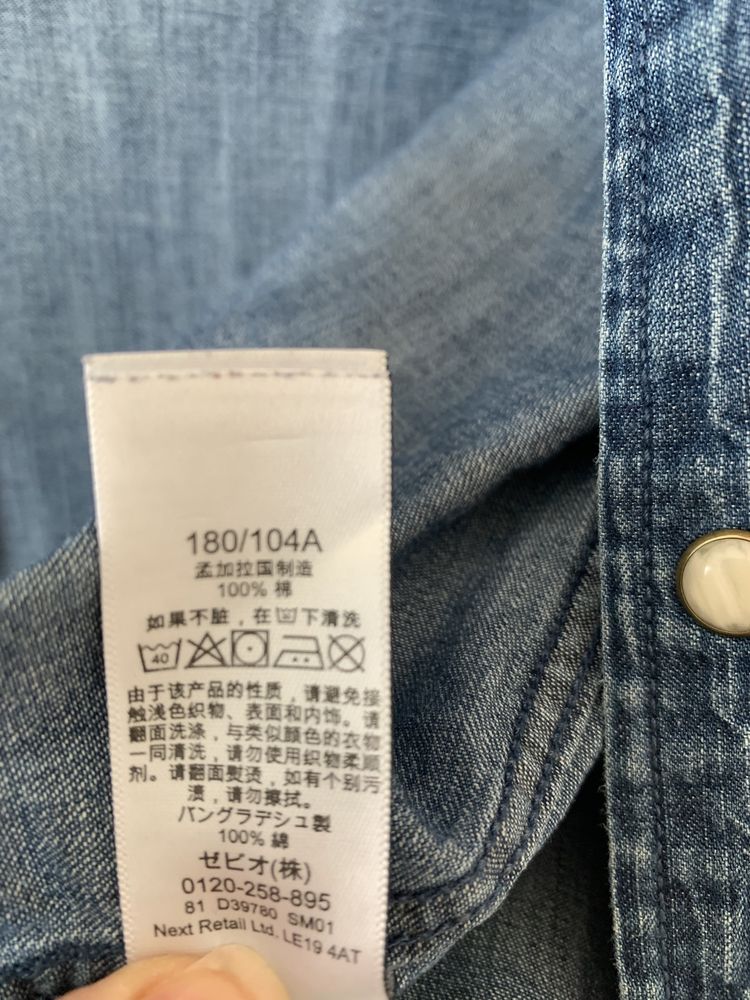 180/104A
孟加拉国制造
100% 棉
如果不脏，在 30 下清洗
40
由于该产品的性质，请避免接
触浅色织物、表面和内饰。请
翻面洗涤，与类似颜色的衣物
一同清洗，请勿使用织物柔顺
剂。请翻面熨烫，如有个别污
渍，请勿擦拭。
バングラデシュ製
100% 綿
ゼビオ(株)
0120-258-895
81 D39780 SM01
Next Retail Ltd. LE19 4AT